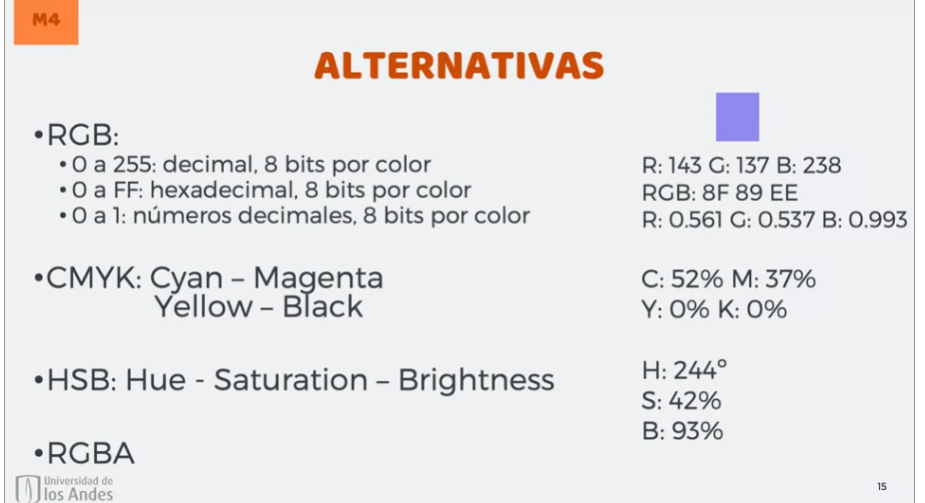 M4
ALTERNATIVAS
•RGB:
•0 a 255: decimal, 8 bits por color
•0 a FF: hexadecimal, 8 bits por color
•0 a 1: números decimales, 8 bits por color
R: 143 G: 137 B: 238
RGB: 8F 89 EE
R: 0.561 G: 0.537 B: 0.993
•CMYK: Cyan – Magenta
Yellow – Black
C: 52% M: 37%
Y: 0% K: 0%
•HSB: Hue - Saturation – Brightness
H: 244º
S: 42%
B: 93%
•RGBA
Universidad de
los Andes
15